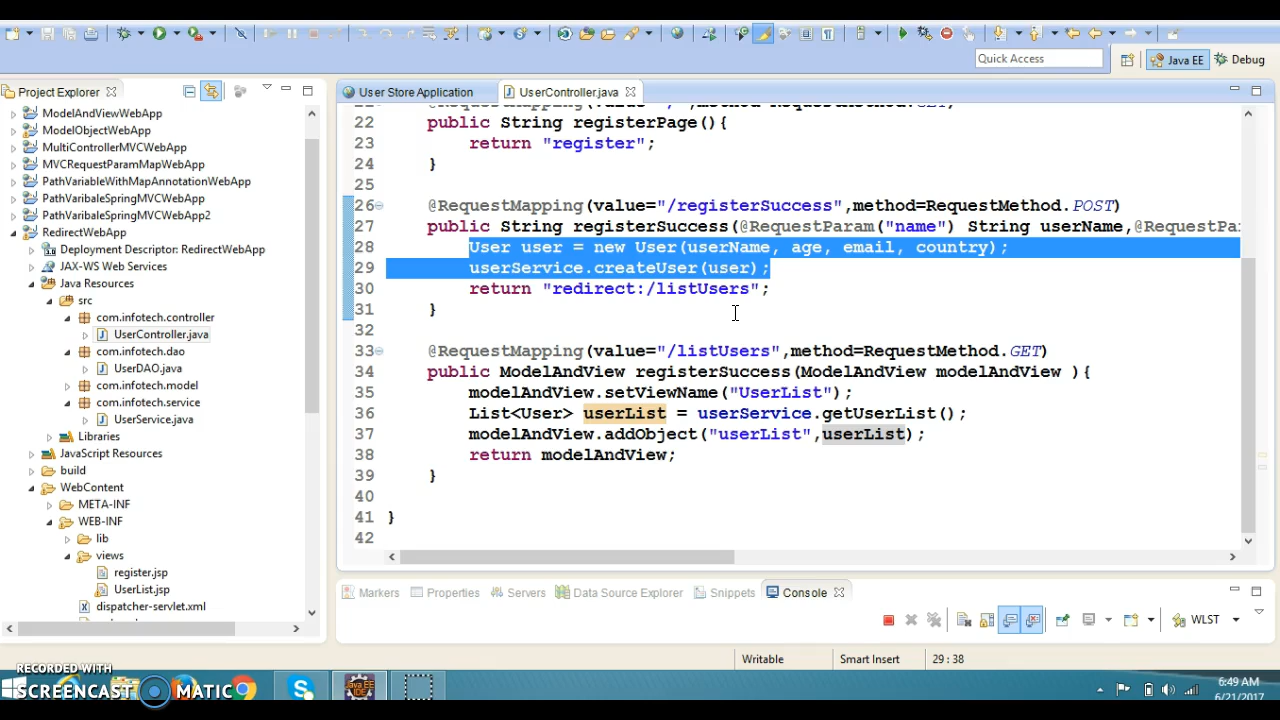 Quick Access
Java EE
Debug
Project Explorer
ModelAndViewWebApp
ModelObjectWebApp
MultiControllerMVCWebApp
MVCRequestParamMapWebApp
PathVariableWithMapAnnotationWebApp
PathVaribaleSpringMVCWebApp
PathVaribaleSpringMVCWebApp2
RedirectWebApp
Deployment Descriptor: RedirectWebApp
JAX-WS Web Services
Java Resources
src
com.infotech.controller
UserController.java
com.infotech.dao
UserDAO.java
com.infotech.model
com.infotech.service
UserService.java
Libraries
JavaScript Resources
build
WebContent
META-INF
WEB-INF
lib
views
register.jsp
UserList.jsp
dispatcher-servlet.xml
User Store Application
UserController.java
22 public String registerPage(){
23 return "register";
24 }
25
26 @RequestMapping(value="/registerSuccess",method=RequestMethod.POST)
27 public String registerSuccess(@RequestParam("name") String userName,@RequestPa
28 User user = new User(userName, age, email, country);
29 userService.createUser(user);
30 return "redirect:/listUsers";
31 }
32
33 @RequestMapping(value="/listUsers",method=RequestMethod.GET)
34 public ModelAndView registerSuccess(ModelAndView modelAndView ){
35 modelAndView.setViewName("UserList");
36 List<User> userList = userService.getUserList();
37 modelAndView.addObject("userList",userList);
38 return modelAndView;
39 }
40
41 }
42
Markers
Properties
Servers
Data Source Explorer
Snippets
Console
WLST
Writable
Smart Insert
29 : 38
RECORDED WITH
SCREENCAST MATIC
Java EE
IDE
6:49 AM
6/21/2017